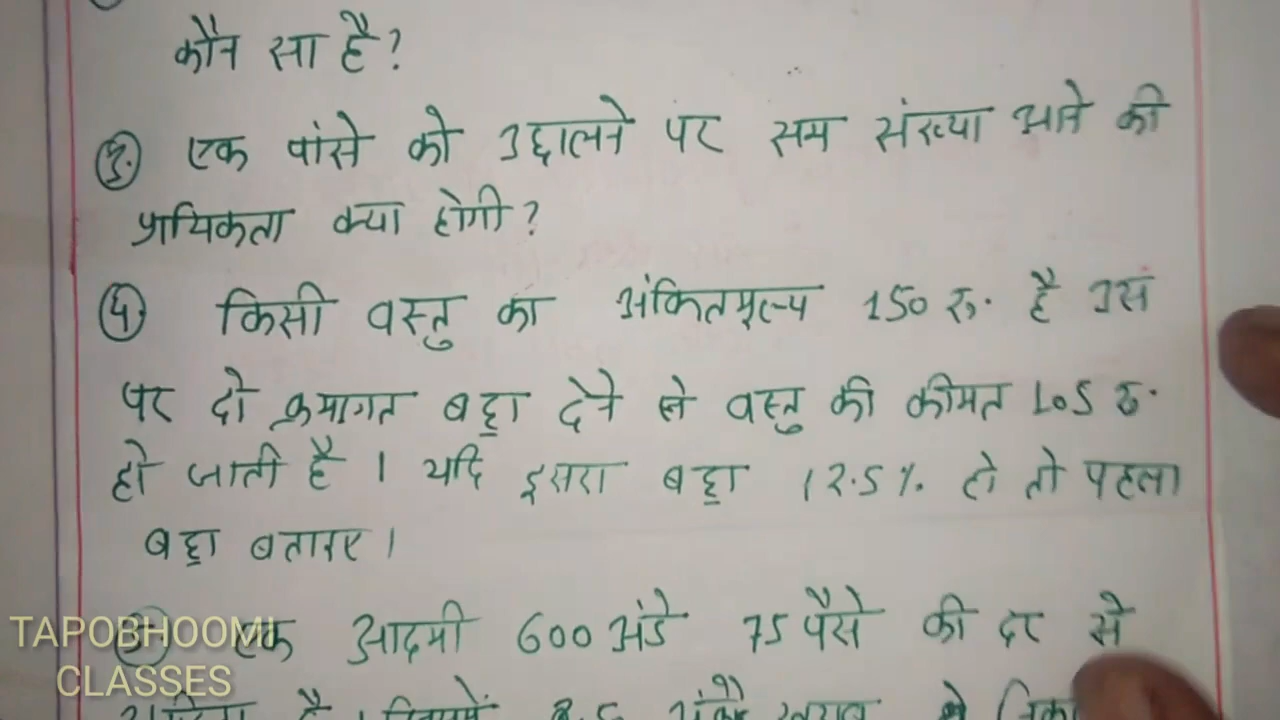 कौन सा है?
③ एक पांसे को उछालने पर सम संख्या आने की
प्रायिकता क्या होगी?
④ किसी वस्तु का अंकितमूल्य 150 रु. है उस
पर दो क्रमागत बट्टा देने से वस्तु की कीमत 105 रु.
हो जाती है । यदि दूसरा बट्टा 12.5% हो तो पहला
बट्टा बताइए ।
एक आदमी 600 अंडे 75 पैसे की दर से
TAPOBHOOMI
CLASSES